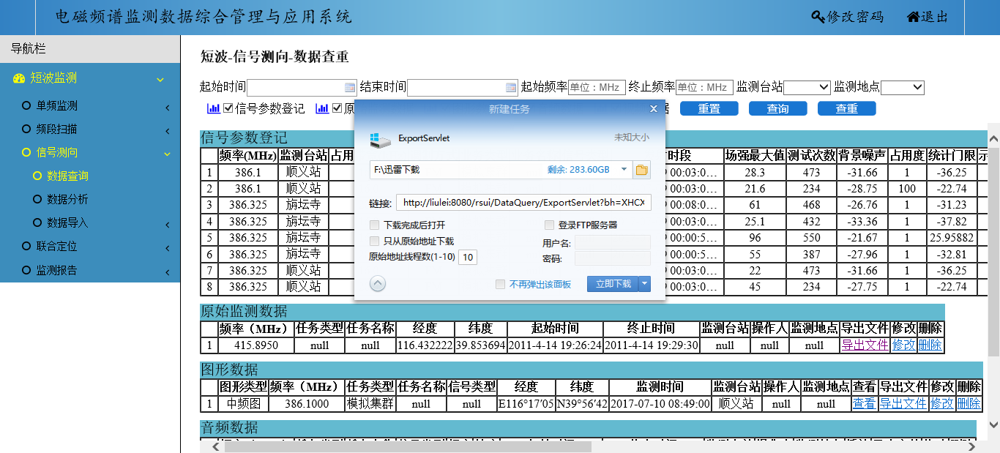 电磁频谱监测数据综合管理与应用系统
修改密码 退出
导航栏
短波监测
单频监测
频段扫描
信号测向
数据查询
数据分析
数据导入
联合定位
监测报告
短波-信号测向-数据查重
起始时间 结束时间 起始频率 单位：MHz 终止频率 单位：MHz 监测台站 监测地点
信号参数登记 原 重置 查询 查重
新建任务
ExportServlet 未知大小
F:\迅雷下载 剩余: 283.60GB
链接: http://liulei:8080/rsui/DataQuery/ExportServlet?bh=XHCX
下载完成后打开 登录FTP服务器
只从原始地址下载 用户名:
原始地址线程数(1-10) 10 密码:
不再弹出该面板 立即下载
信号参数登记
频率(MHz) 监测台站 占用 时段 场强最大值 测试次数 背景噪声 占用度 统计门限 示
1 386.1 顺义站 00:03:0… 28.3 473 -31.66 1 -36.25
2 386.1 顺义站 00:03:0… 21.6 234 -28.75 100 -22.74
3 386.325 旃坛寺 00:08:0… 61 468 -26.76 1 -31.23
4 386.325 旃坛寺 00:03:0… 25.1 432 -33.36 1 -37.82
5 386.325 旃坛寺 00:00:5… 96 550 -21.67 1 25.95882
6 386.325 旃坛寺 00:00:5… 55 387 -27.96 1 -32.81
7 386.325 顺义站 00:03:0… 22 473 -31.66 1 -36.25
8 386.325 顺义站 00:03:0… 45 234 -27.75 1 -22.74
原始监测数据
频率（MHz） 任务类型 任务名称 经度 纬度 起始时间 终止时间 监测台站 操作人 监测地点 导出文件 修改 删除
1 415.8950 null null 116.432222 39.853694 2011-4-14 19:26:24 2011-4-14 19:29:30 null null null 导出文件 修改 删除
图形数据
图形类型 频率（MHz） 任务类型 任务名称 信号类型 经度 纬度 监测时间 监测台站 操作人 监测地点 查看 导出文件 修改 删除
1 中频图 386.1000 模拟集群 null null E116°17′05 N39°56′42 2017-07-10 08:49:00 顺义站 null null 查看 导出文件 修改 删除
音频数据